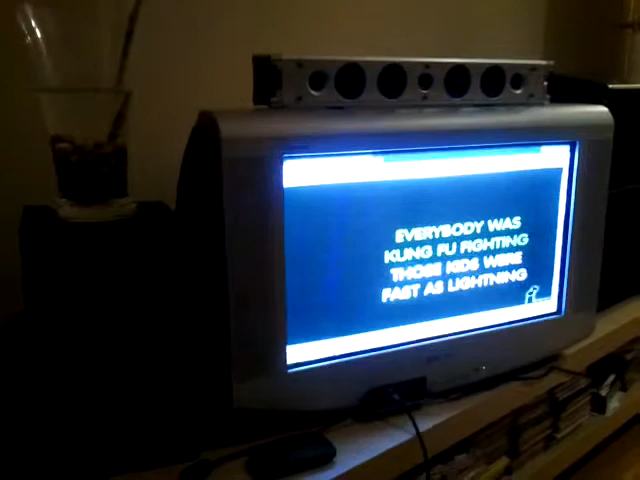 EVERYBODY WAS
KUNG FU FIGHTING
THOSE KIDS WERE
FAST AS LIGHTNING